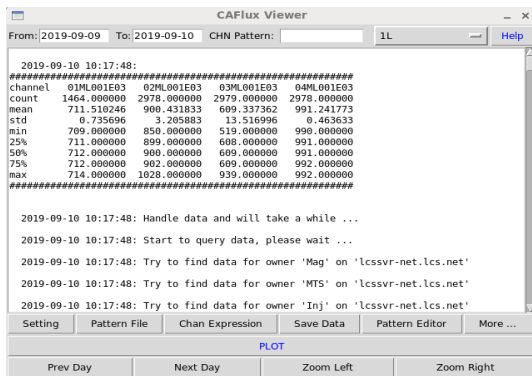 CAFlux Viewer
From: 2019-09-09 To: 2019-09-10 CHN Pattern: 1L Help
2019-09-10 10:17:48:
##########################################################
channel 01ML001E03 02ML001E03 03ML001E03 04ML001E03
count 1464.000000 2978.000000 2979.000000 2978.000000
mean 711.510246 900.431833 609.337362 991.241773
std 0.735696 3.205883 13.516996 0.463633
min 709.000000 850.000000 519.000000 990.000000
25% 711.000000 899.000000 608.000000 991.000000
50% 712.000000 900.000000 609.000000 991.000000
75% 712.000000 902.000000 609.000000 992.000000
max 714.000000 1028.000000 939.000000 992.000000
##########################################################
2019-09-10 10:17:48: Handle data and will take a while ...
2019-09-10 10:17:48: Start to query data, please wait ...
2019-09-10 10:17:48: Try to find data for owner 'Mag' on 'lcssvr-net.lcs.net'
2019-09-10 10:17:48: Try to find data for owner 'MTS' on 'lcssvr-net.lcs.net'
2019-09-10 10:17:48: Try to find data for owner 'Inj' on 'lcssvr-net.lcs.net'
Setting Pattern File Chan Expression Save Data Pattern Editor More ...
PLOT
Prev Day Next Day Zoom Left Zoom Right